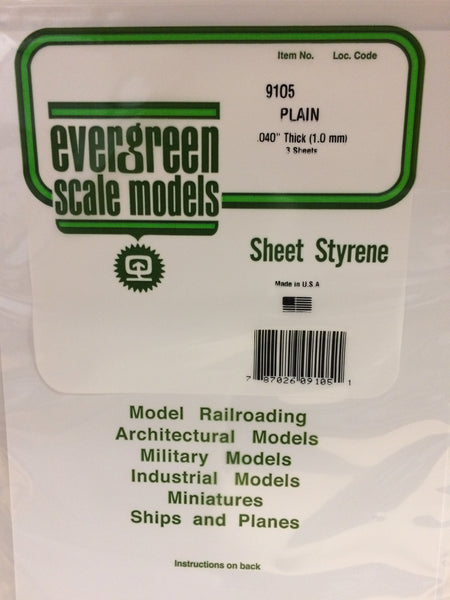 Item No. Loc. Code
9105
PLAIN
.040" Thick (1.0 mm)
3 Sheets
evergreen
scale models
Sheet Styrene
Made in U.S.A
7 87026 09105 1
Model Railroading
Architectural Models
Military Models
Industrial Models
Miniatures
Ships and Planes
Instructions on back